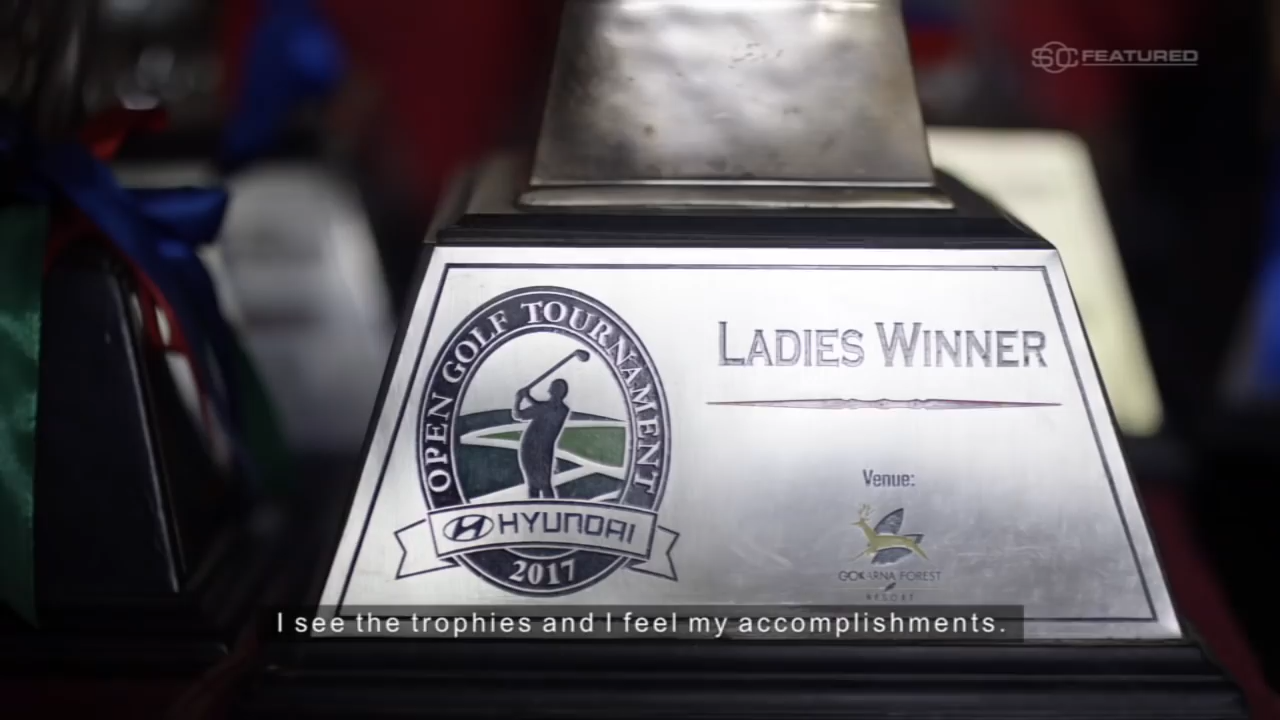 SC FEATURED
OPEN GOLF TOURNAMENT
HYUNDAI
2017
LADIES WINNER
Venue:
GOKARNA FOREST
RESORT
I see the trophies and I feel my accomplishments.